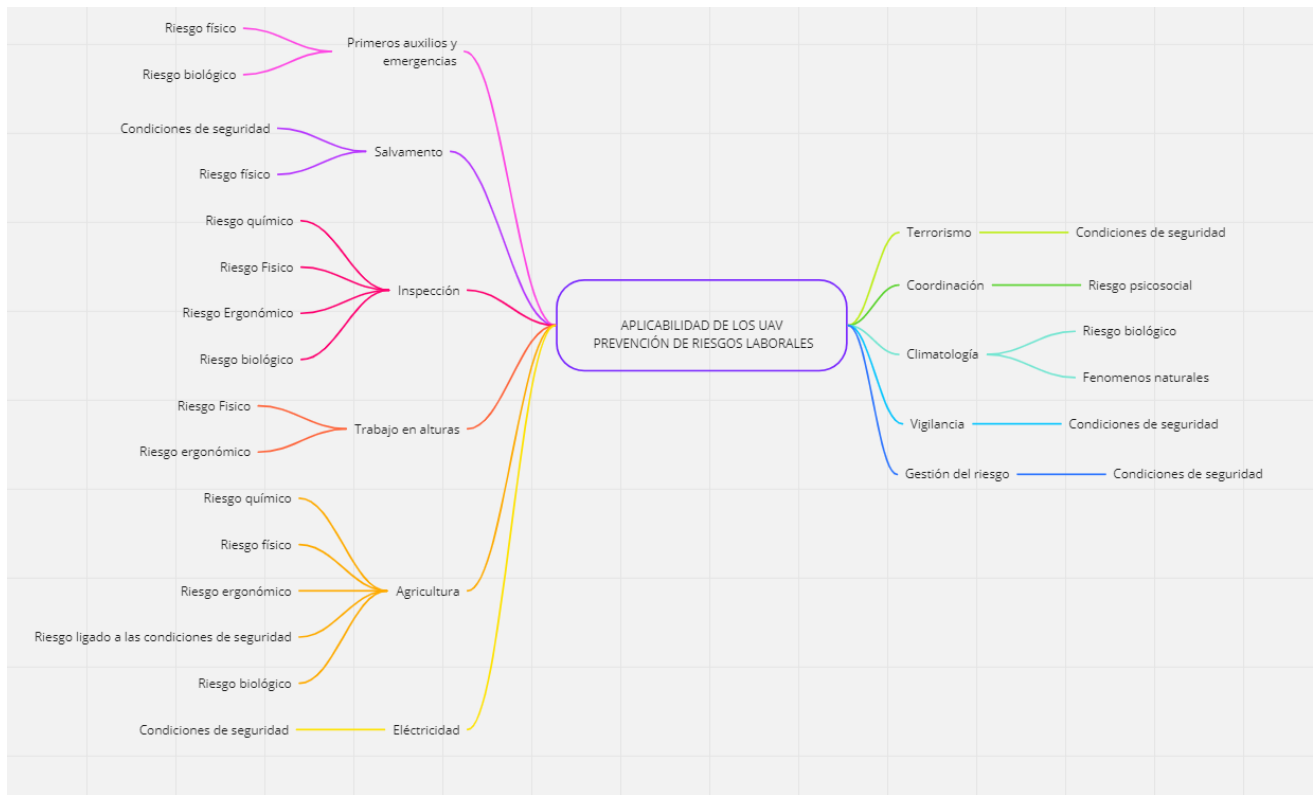 Riesgo físico
Riesgo biológico
Primeros auxilios y
emergencias
Condiciones de seguridad
Riesgo físico
Salvamento
Riesgo químico
Riesgo Fisico
Riesgo Ergonómico
Riesgo biológico
Inspección
Riesgo Fisico
Riesgo ergonómico
Trabajo en alturas
Riesgo químico
Riesgo físico
Riesgo ergonómico
Riesgo ligado a las condiciones de seguridad
Riesgo biológico
Agricultura
Condiciones de seguridad
Eléctricidad
APLICABILIDAD DE LOS UAV
PREVENCIÓN DE RIESGOS LABORALES
Terrorismo
Condiciones de seguridad
Coordinación
Riesgo psicosocial
Climatología
Riesgo biológico
Fenomenos naturales
Vigilancia
Condiciones de seguridad
Gestión del riesgo
Condiciones de seguridad